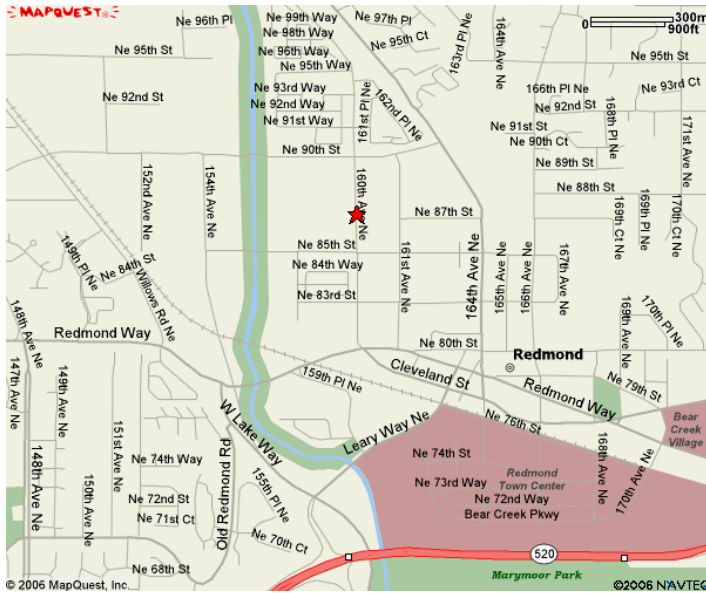 MAPQUEST
300m
0
900ft
Ne 96th Pl
Ne 99th Way
Ne 98th Way
Ne 97th Pl
Ne 96th Way
Ne 95th Ct
163rd Pl Ne
164th Ave Ne
Ne 95th St
Ne 95th Way
Ne 95th St
Ne 93rd Way
Ne 93rd Ct
Ne 92nd St
Ne 92nd Way
Ne 91st Way
161st Pl Ne
162nd Pl Ne
166th Pl Ne
Ne 92nd St
168th Pl Ne
171st Ave Ne
Ne 91st St
Ne 90th Ct
Ne 90th St
Ne 89th St
Ne 88th St
152nd Ave Ne
154th Ave Ne
160th Ave Ne
Ne 87th St
169th Ct Ne
169th Pl Ne
170th Ct Ne
149th Pl Ne
Ne 84th St
Willows Rd Ne
Ne 85th St
161st Ave Ne
164th Ave Ne
165th Ave Ne
166th Ave Ne
167th Ave Ne
Ne 84th Way
Ne 83rd St
148th Ave Ne
Redmond Way
Ne 80th St
Redmond
169th Ave Ne
170th Pl Ne
147th Ave Ne
149th Ave Ne
159th Pl Ne
Cleveland St
Redmond Way
Ne 79th St
151st Ave Ne
W Lake Way
Leary Way Ne
Ne 76th St
Bear
Creek
Village
148th Ave Ne
150th Ave Ne
Ne 74th Way
Old Redmond Rd
155th Pl Ne
Ne 74th St
168th Ave Ne
170th Ave Ne
Ne 73rd Way
Redmond
Town Center
Ne 72nd St
Ne 72nd Way
Ne 71st Ct
Bear Creek Pkwy
Ne 70th Ct
520
Ne 68th St
Marymoor Park
© 2006 MapQuest, Inc.
©2006 NAVTEQ